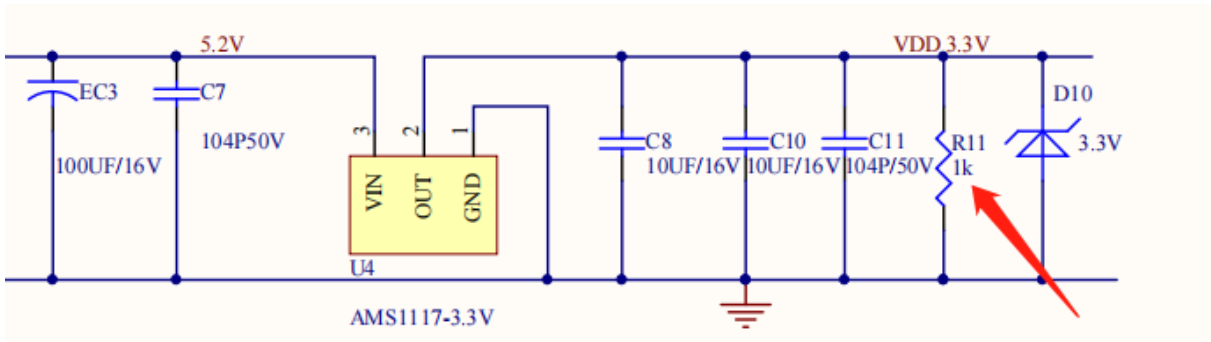 5.2V
VDD 3.3V
EC3
C7
D10
104P50V
3
2
1
C8
C10
C11
R11
3.3V
100UF/16V
10UF/16V
10UF/16V
104P/50V
1k
VIN
OUT
GND
U4
AMS1117-3.3V